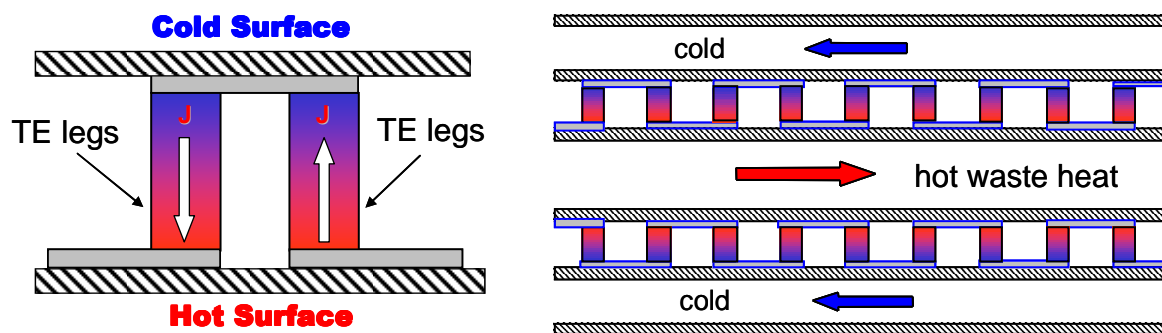 Cold Surface
J
J
TE legs
TE legs
Hot Surface
cold
hot waste heat
cold